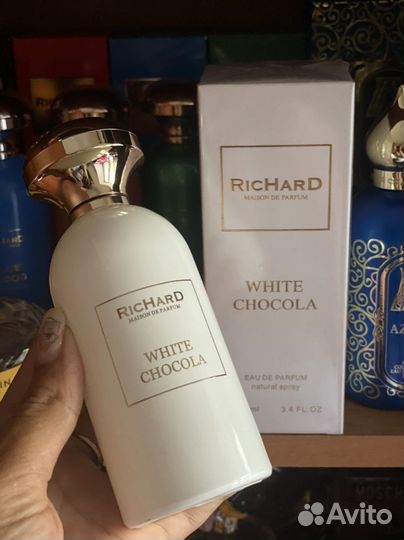 RICHARD
MAISON DE PARFUM
WHITE
CHOCOLA
EAU DE PARFUM
natural spray
3.4 FL.OZ
RICHARD
MAISON DE PARFUM
WHITE
CHOCOLA
Avito